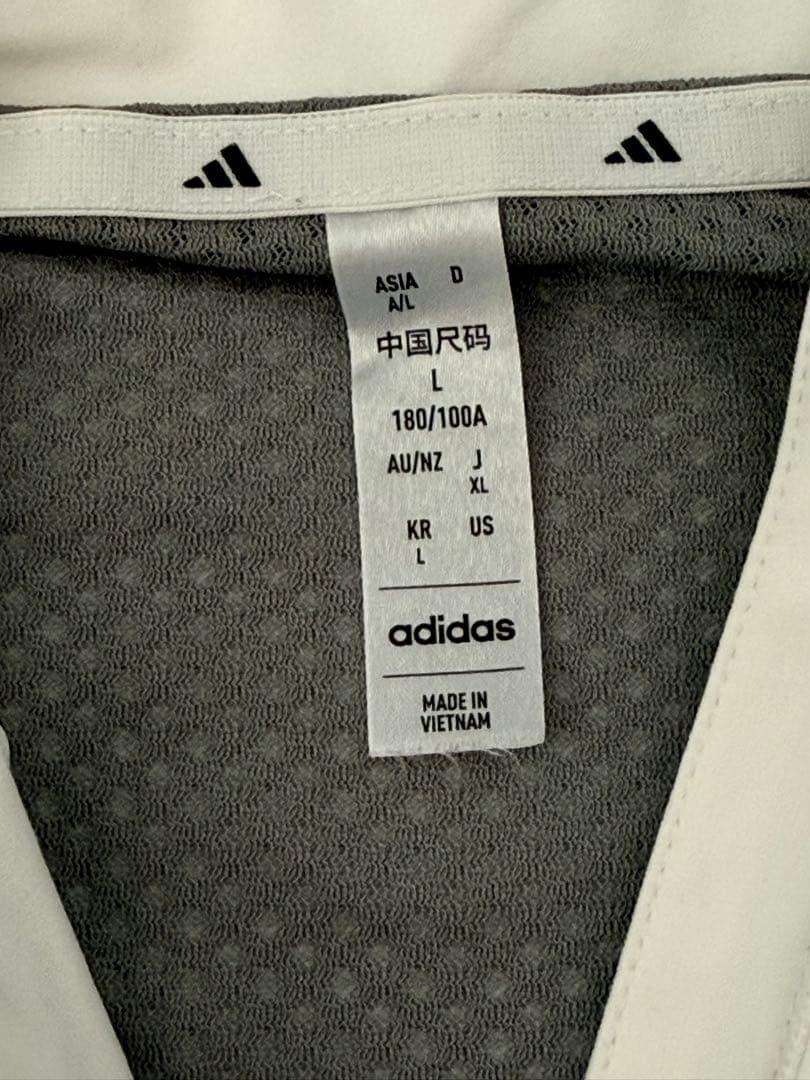 ASIA D
A/L
中国尺码
L
180/100A
AU/NZ J
XL
KR US
L
adidas
MADE IN
VIETNAM